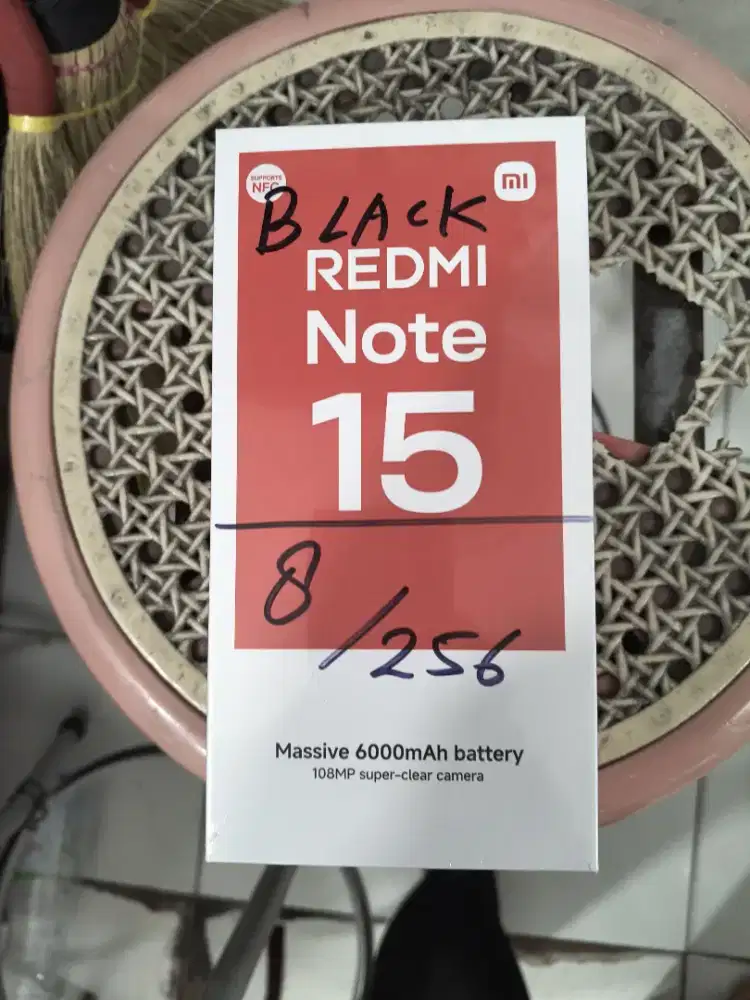 SUPPORTS
NFC
mi
BLACK
REDMI
Note
15
8/256
Massive 6000mAh battery
108MP super-clear camera